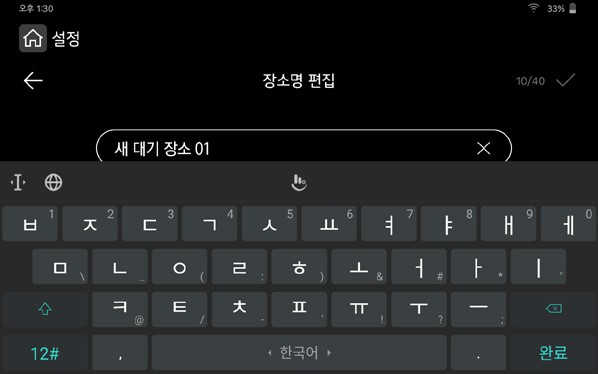 오후 1:30 33%
설정
장소명 편집 10/40
새 대기 장소 01
ㅂ 1 ㅈ 2 ㄷ 3 ㄱ 4 ㅅ 5 ㅛ 6 ㅕ 7 ㅑ 8 ㅐ 9 ㅔ 0
ㅁ \ ㄴ _ ㅇ ( ㄹ : ㅎ ) ㅗ & ㅓ # ㅏ * ㅣ "
ㅋ @ ㅌ / ㅊ - ㅍ ' ㅠ ! ㅜ ? ㅡ ;
12# , 한국어 . 완료